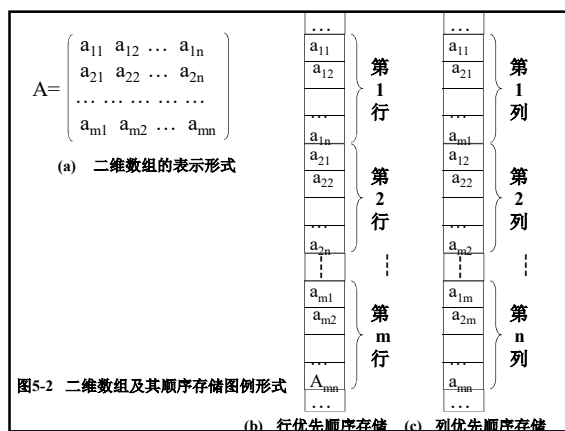 A=
a11 a12 … a1n
a21 a22 … a2n
… … … … …
am1 am2 … amn
(a) 二维数组的表示形式
…
a11
a12
…
a1n
第1行
a21
a22
…
a2n
第2行
am1
am2
…
Amn
…
第m行
(b) 行优先顺序存储
…
a11
a21
…
am1
第1列
a12
a22
…
am2
第2列
a1m
a2m
…
amn
…
第n列
(c) 列优先顺序存储
图5-2 二维数组及其顺序存储图例形式